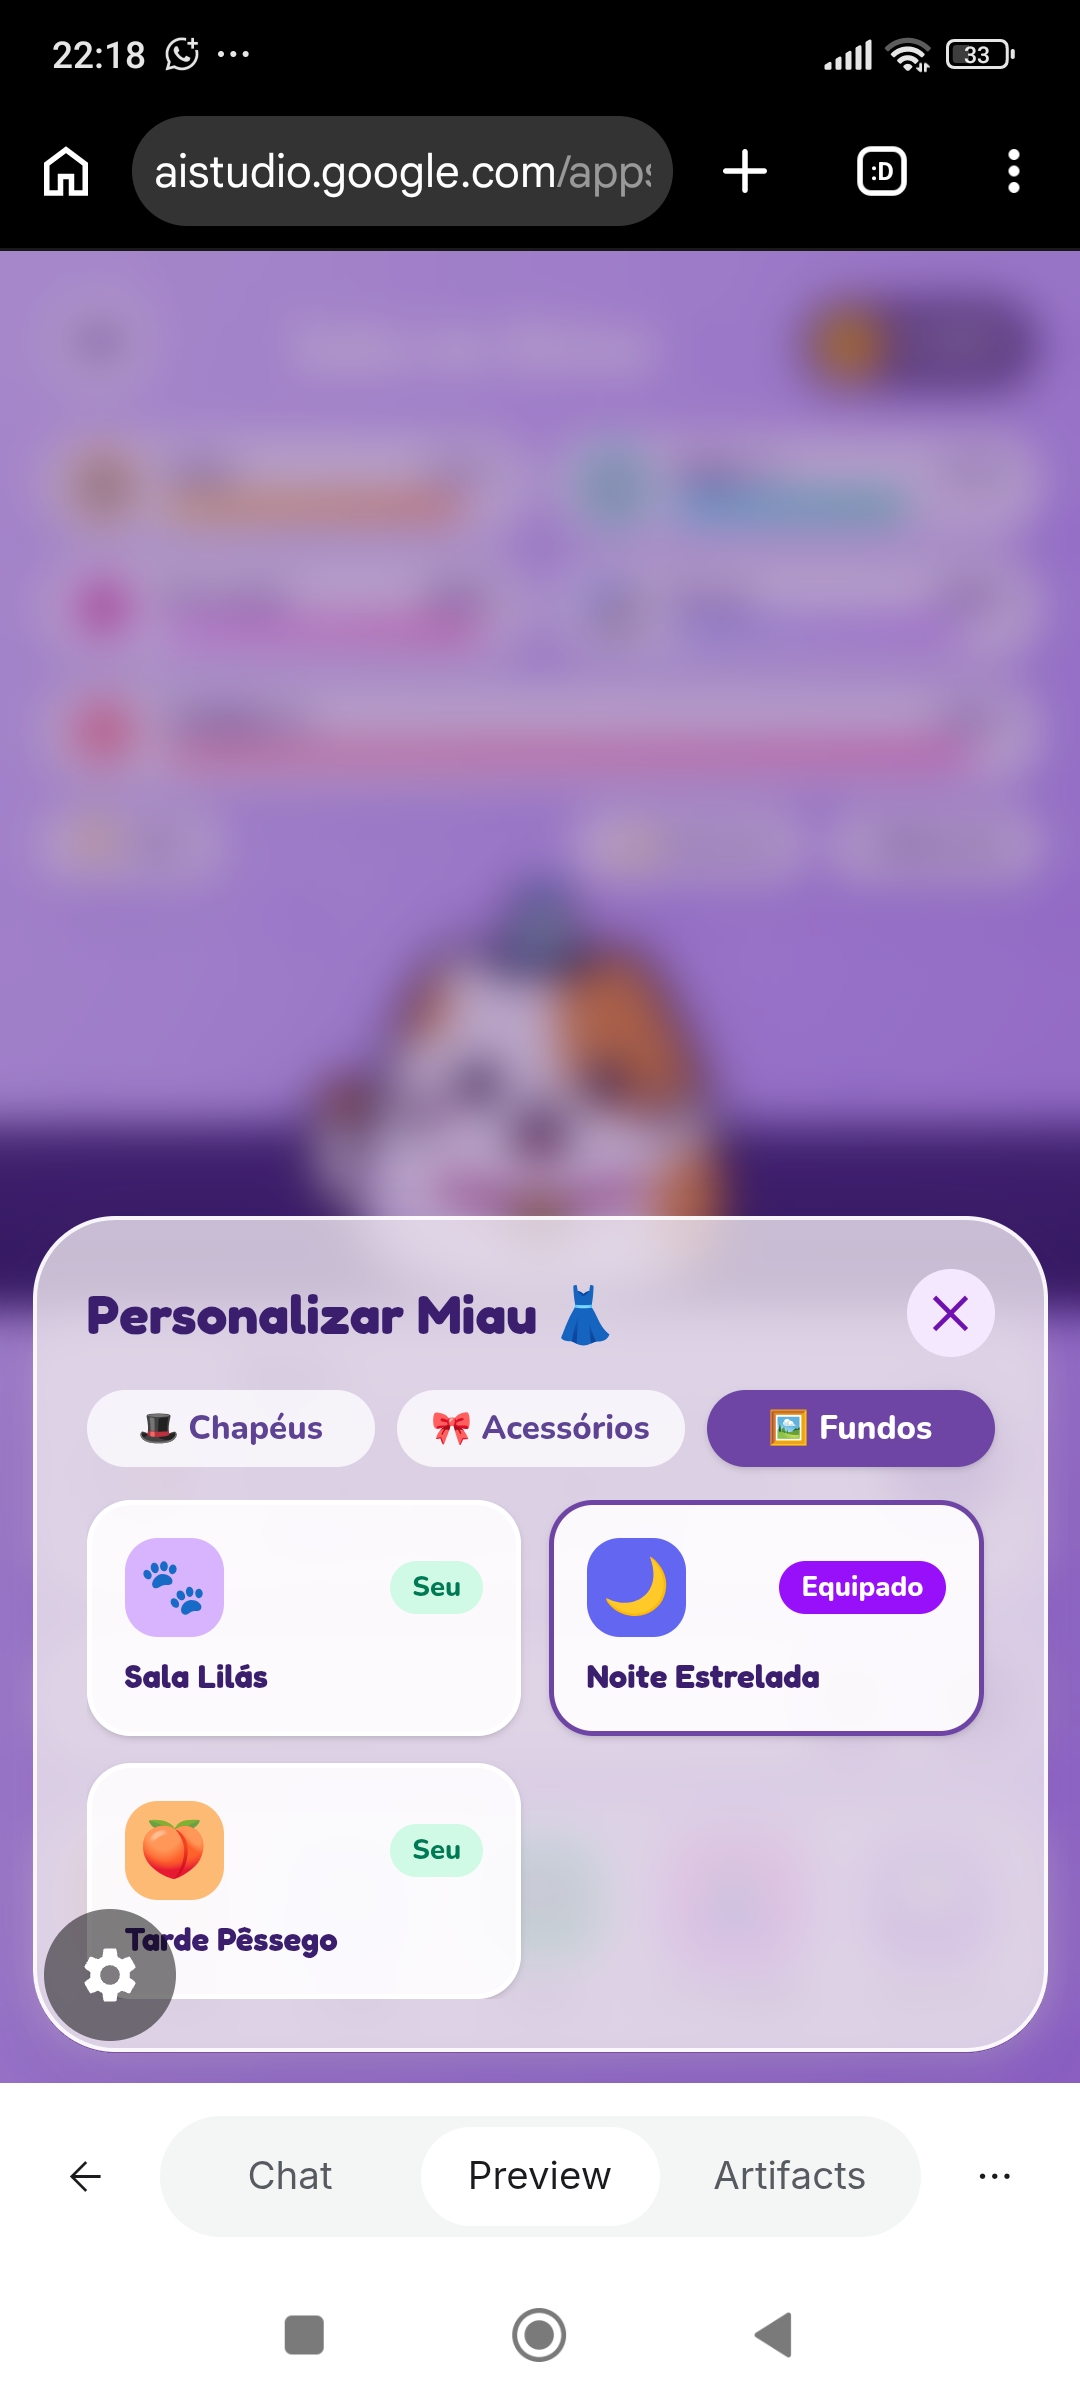 22:18
33
aistudio.google.com/apps
:D
Personalizar Miau
Chapéus
Acessórios
Fundos
Seu
Equipado
Sala Lilás
Noite Estrelada
Seu
Tarde Pêssego
Chat
Preview
Artifacts